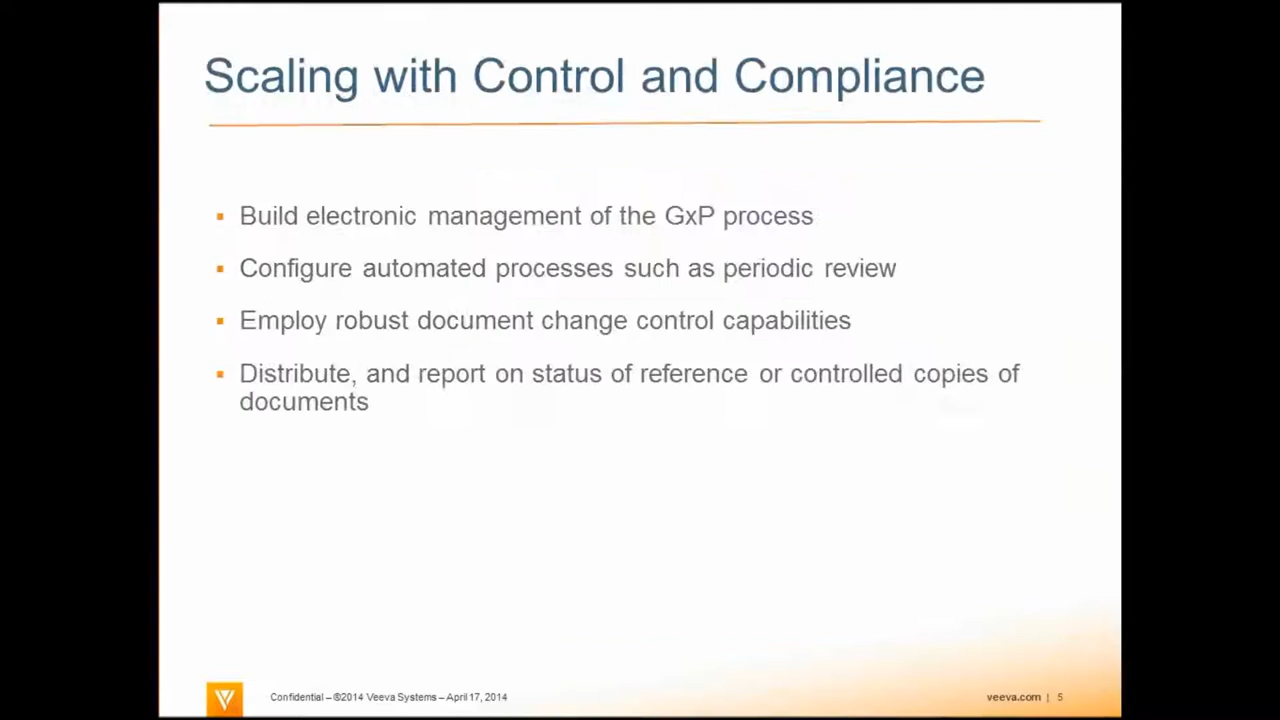 Scaling with Control and Compliance
▪ Build electronic management of the GxP process
▪ Configure automated processes such as periodic review
▪ Employ robust document change control capabilities
▪ Distribute, and report on status of reference or controlled copies of
documents
Confidential – ©2014 Veeva Systems – April 17, 2014
veeva.com | 5